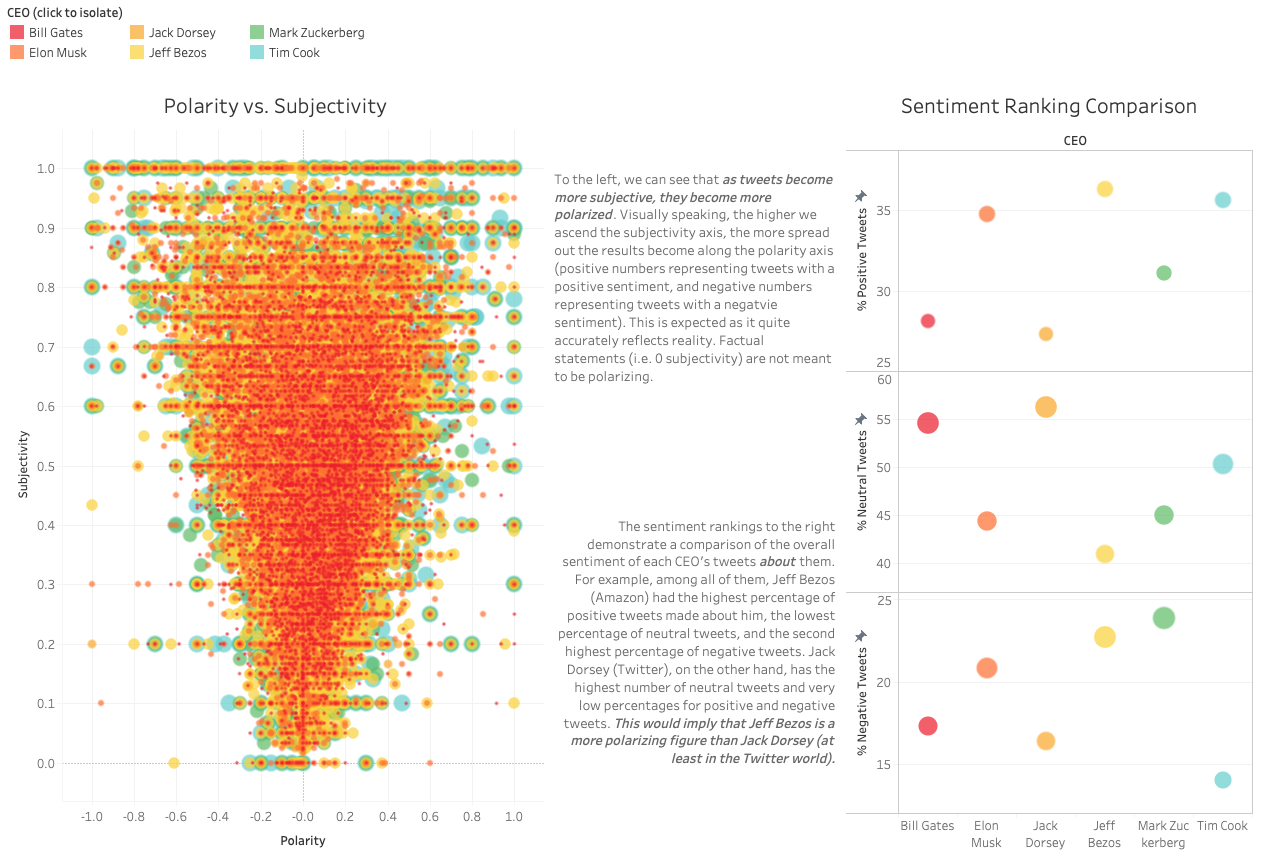 CEO (click to isolate)
Bill Gates
Jack Dorsey
Mark Zuckerberg
Elon Musk
Jeff Bezos
Tim Cook
Polarity vs. Subjectivity
Sentiment Ranking Comparison
CEO
1.0
0.9
0.8
0.7
0.6
0.5
0.4
0.3
0.2
0.1
0.0
Subjectivity
-1.0
-0.8
-0.6
-0.4
-0.2
-0.0
0.2
0.4
0.6
0.8
1.0
Polarity
To the left, we can see that as tweets become
more subjective, they become more
polarized. Visually speaking, the higher we
ascend the subjectivity axis, the more spread
out the results become along the polarity axis
(positive numbers representing tweets with a
positive sentiment, and negative numbers
representing tweets with a negatvie
sentiment). This is expected as it quite
accurately reflects reality. Factual
statements (i.e. 0 subjectivity) are not meant
to be polarizing.
The sentiment rankings to the right
demonstrate a comparison of the overall
sentiment of each CEO's tweets about them.
For example, among all of them, Jeff Bezos
(Amazon) had the highest percentage of
positive tweets made about him, the lowest
percentage of neutral tweets, and the second
highest percentage of negative tweets. Jack
Dorsey (Twitter), on the other hand, has the
highest number of neutral tweets and very
low percentages for positive and negative
tweets. This would imply that Jeff Bezos is a
more polarizing figure than Jack Dorsey (at
least in the Twitter world).
% Positive Tweets
35
30
25
% Neutral Tweets
60
55
50
45
40
% Negative Tweets
25
20
15
Bill Gates
Elon
Musk
Jack
Dorsey
Jeff
Bezos
Mark Zuc
kerberg
Tim Cook